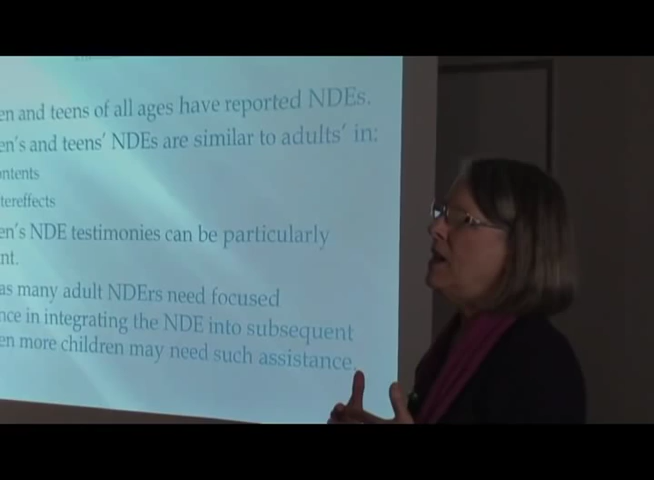 en and teens of all ages have reported NDEs.
en's and teens' NDEs are similar to adults' in:
ntents
tereffects
en's NDE testimonies can be particularly
nt.
as many adult NDErs need focused
nce in integrating the NDE into subsequent
en more children may need such assistance.